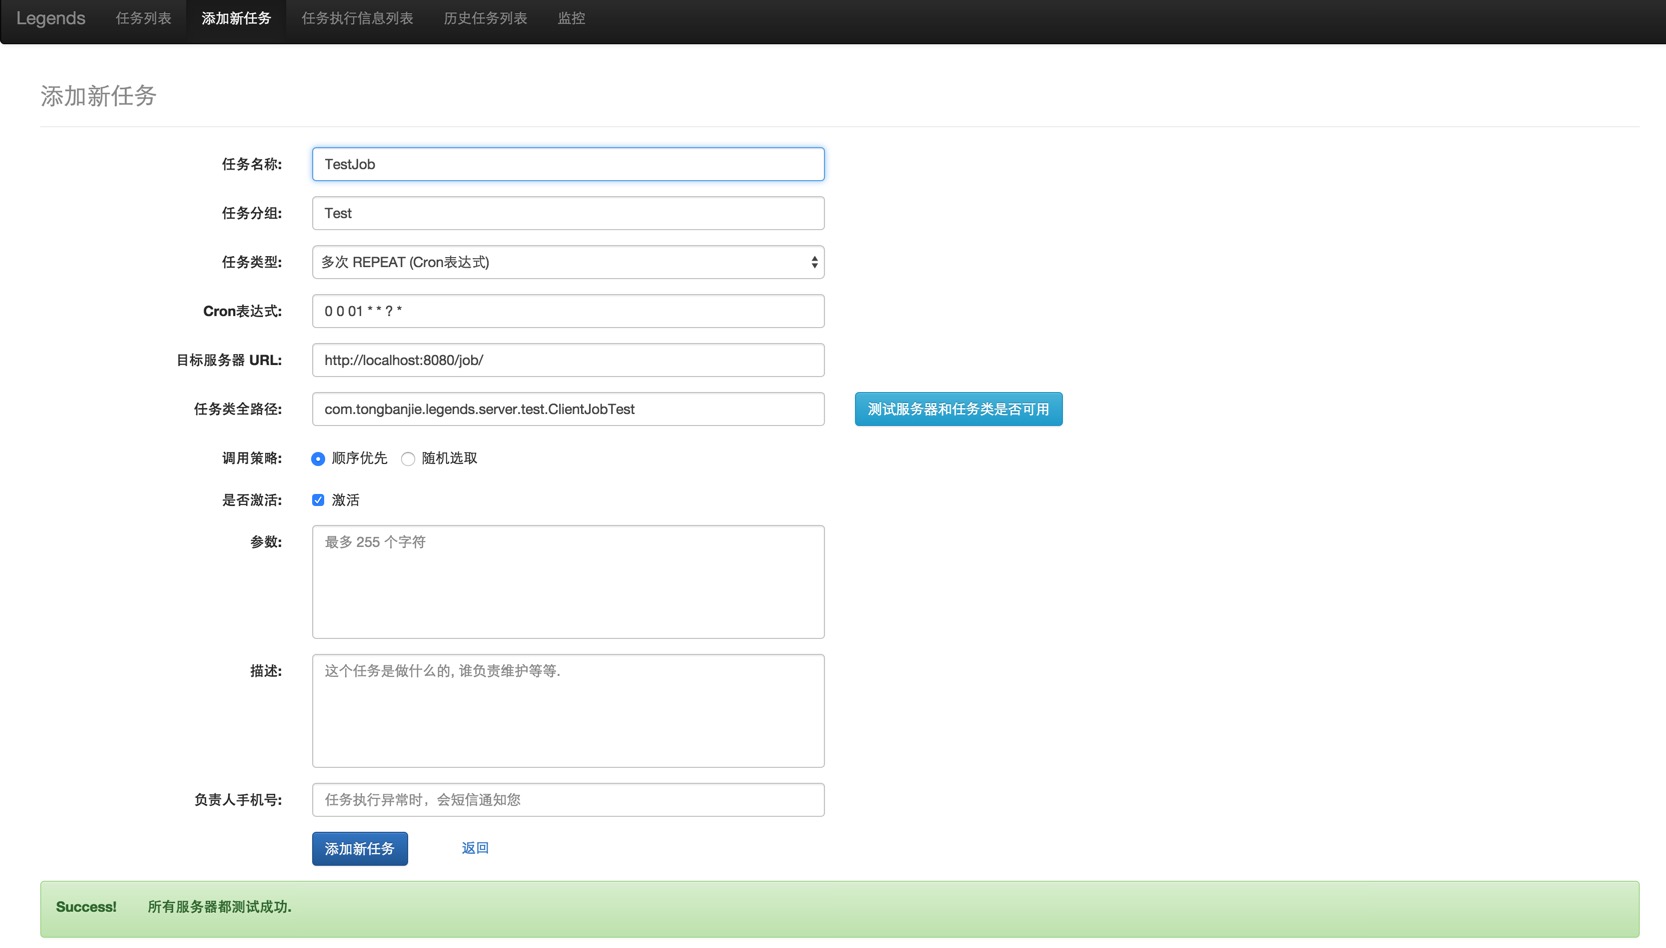 Legends 任务列表 添加新任务 任务执行信息列表 历史任务列表 监控
添加新任务
任务名称: TestJob
任务分组: Test
任务类型: 多次 REPEAT (Cron表达式)
Cron表达式: 0 0 01 * * ? *
目标服务器 URL: http://localhost:8080/job/
任务类全路径: com.tongbanjie.legends.server.test.ClientJobTest 测试服务器和任务类是否可用
调用策略: 顺序优先 随机选取
是否激活: 激活
参数: 最多 255 个字符
描述: 这个任务是做什么的, 谁负责维护等等.
负责人手机号: 任务执行异常时，会短信通知您
添加新任务 返回
Success! 所有服务器都测试成功.